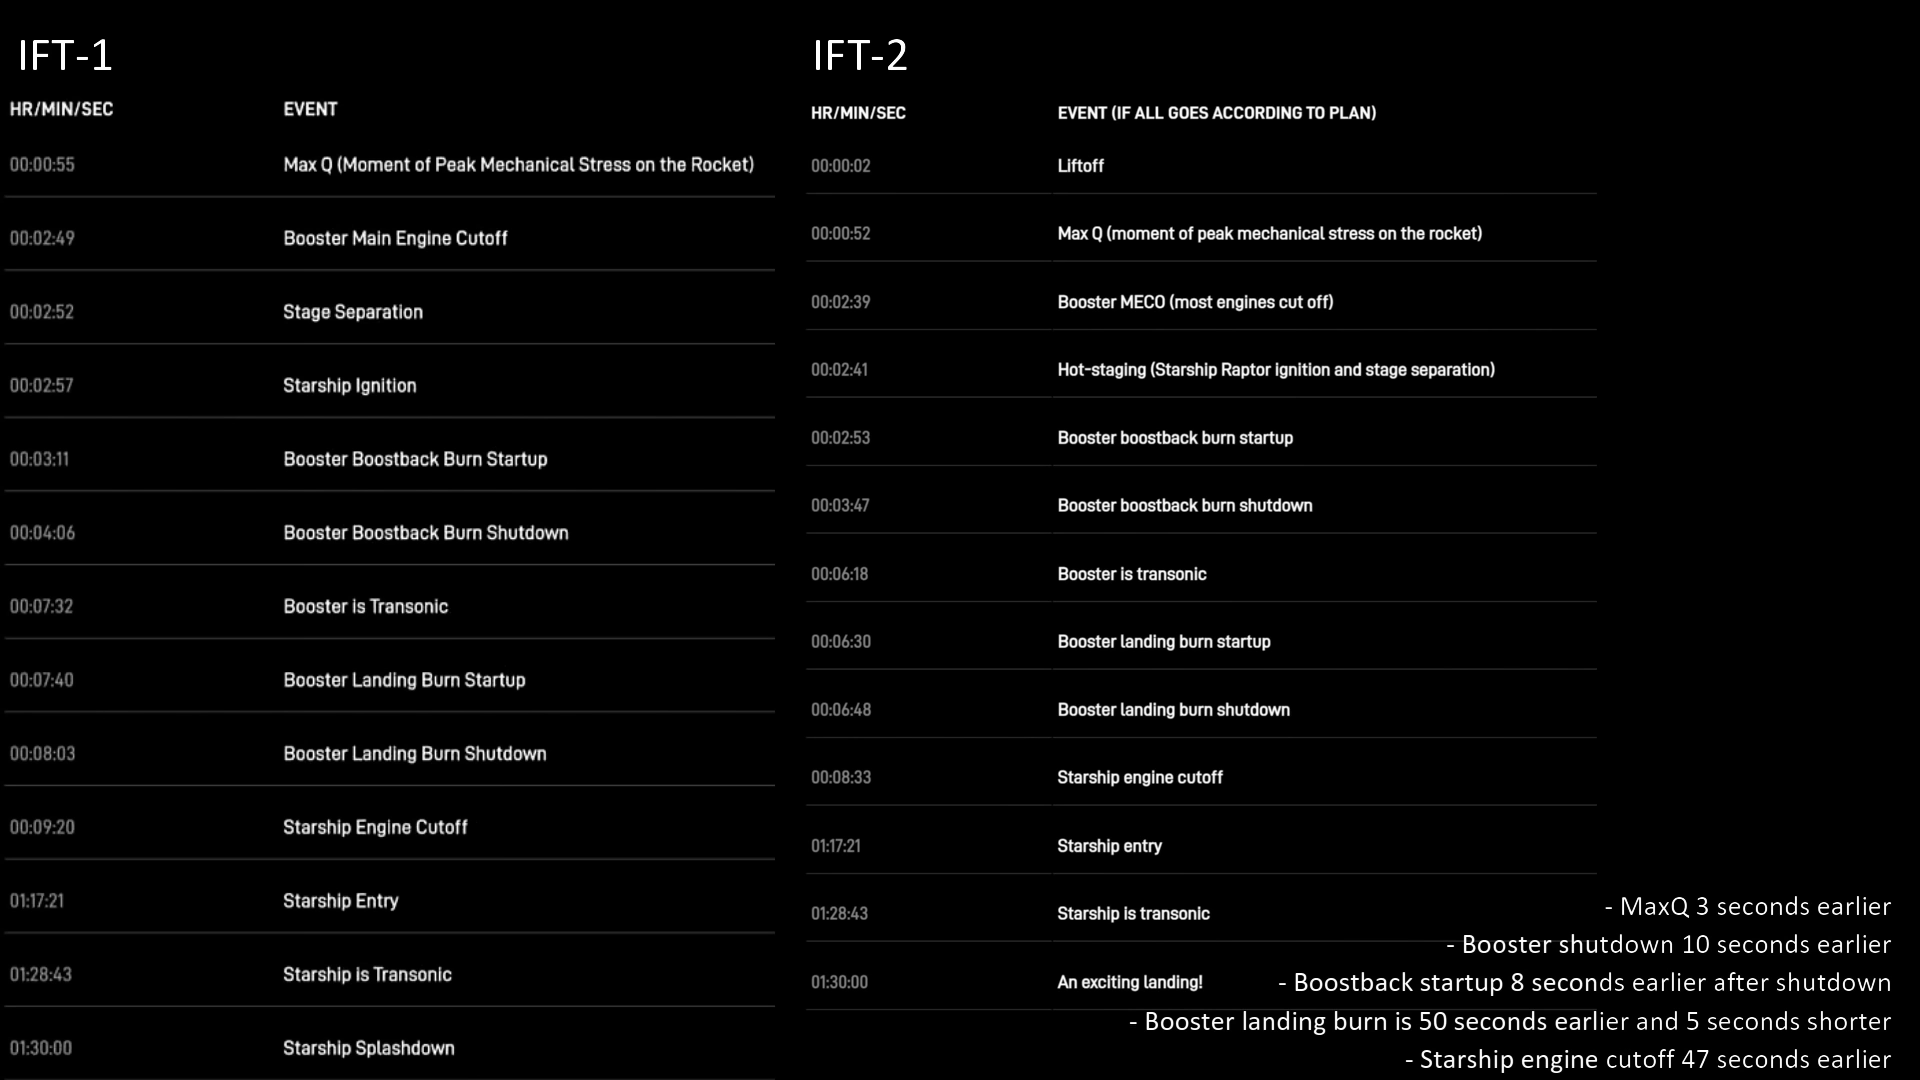 IFT-1
HR/MIN/SEC EVENT
00:00:55 Max Q (Moment of Peak Mechanical Stress on the Rocket)
00:02:49 Booster Main Engine Cutoff
00:02:52 Stage Separation
00:02:57 Starship Ignition
00:03:11 Booster Boostback Burn Startup
00:04:06 Booster Boostback Burn Shutdown
00:07:32 Booster is Transonic
00:07:40 Booster Landing Burn Startup
00:08:03 Booster Landing Burn Shutdown
00:09:20 Starship Engine Cutoff
01:17:21 Starship Entry
01:28:43 Starship is Transonic
01:30:00 Starship Splashdown
IFT-2
HR/MIN/SEC EVENT (IF ALL GOES ACCORDING TO PLAN)
00:00:02 Liftoff
00:00:52 Max Q (moment of peak mechanical stress on the rocket)
00:02:39 Booster MECO (most engines cut off)
00:02:41 Hot-staging (Starship Raptor ignition and stage separation)
00:02:53 Booster boostback burn startup
00:03:47 Booster boostback burn shutdown
00:06:18 Booster is transonic
00:06:30 Booster landing burn startup
00:06:48 Booster landing burn shutdown
00:08:33 Starship engine cutoff
01:17:21 Starship entry
01:28:43 Starship is transonic
01:30:00 An exciting landing!
- MaxQ 3 seconds earlier
- Booster shutdown 10 seconds earlier
- Boostback startup 8 seconds earlier after shutdown
- Booster landing burn is 50 seconds earlier and 5 seconds shorter
- Starship engine cutoff 47 seconds earlier